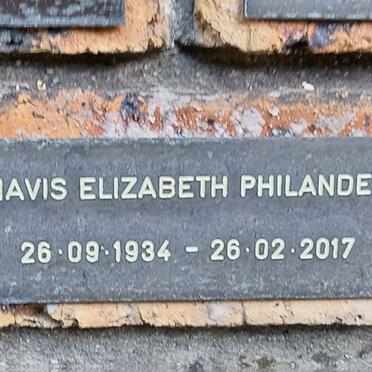 MAVIS ELIZABETH PHILANDE
26·09·1934 - 26·02·2017